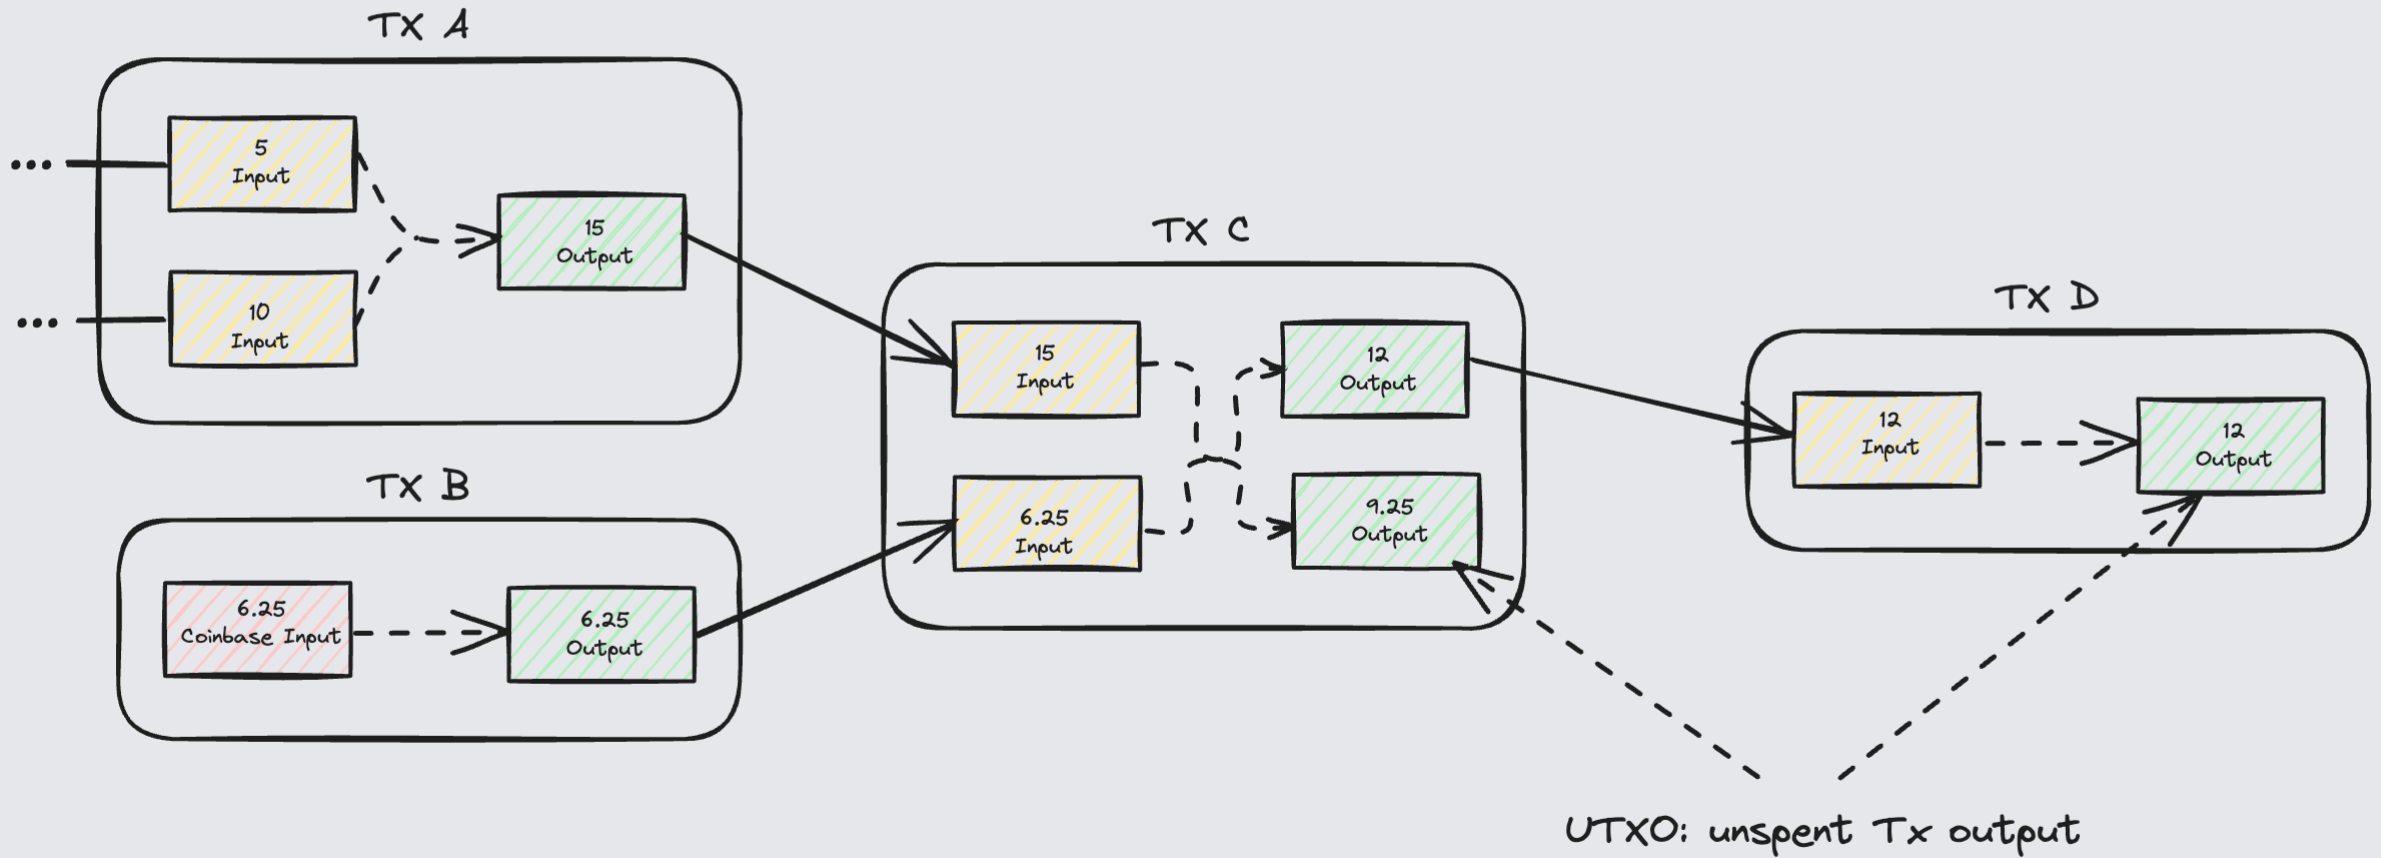 TX A
5
Input
10
Input
15
Output
TX B
6.25
Coinbase Input
6.25
Output
TX C
15
Input
6.25
Input
12
Output
9.25
Output
TX D
12
Input
12
Output
UTXO: unspent Tx output